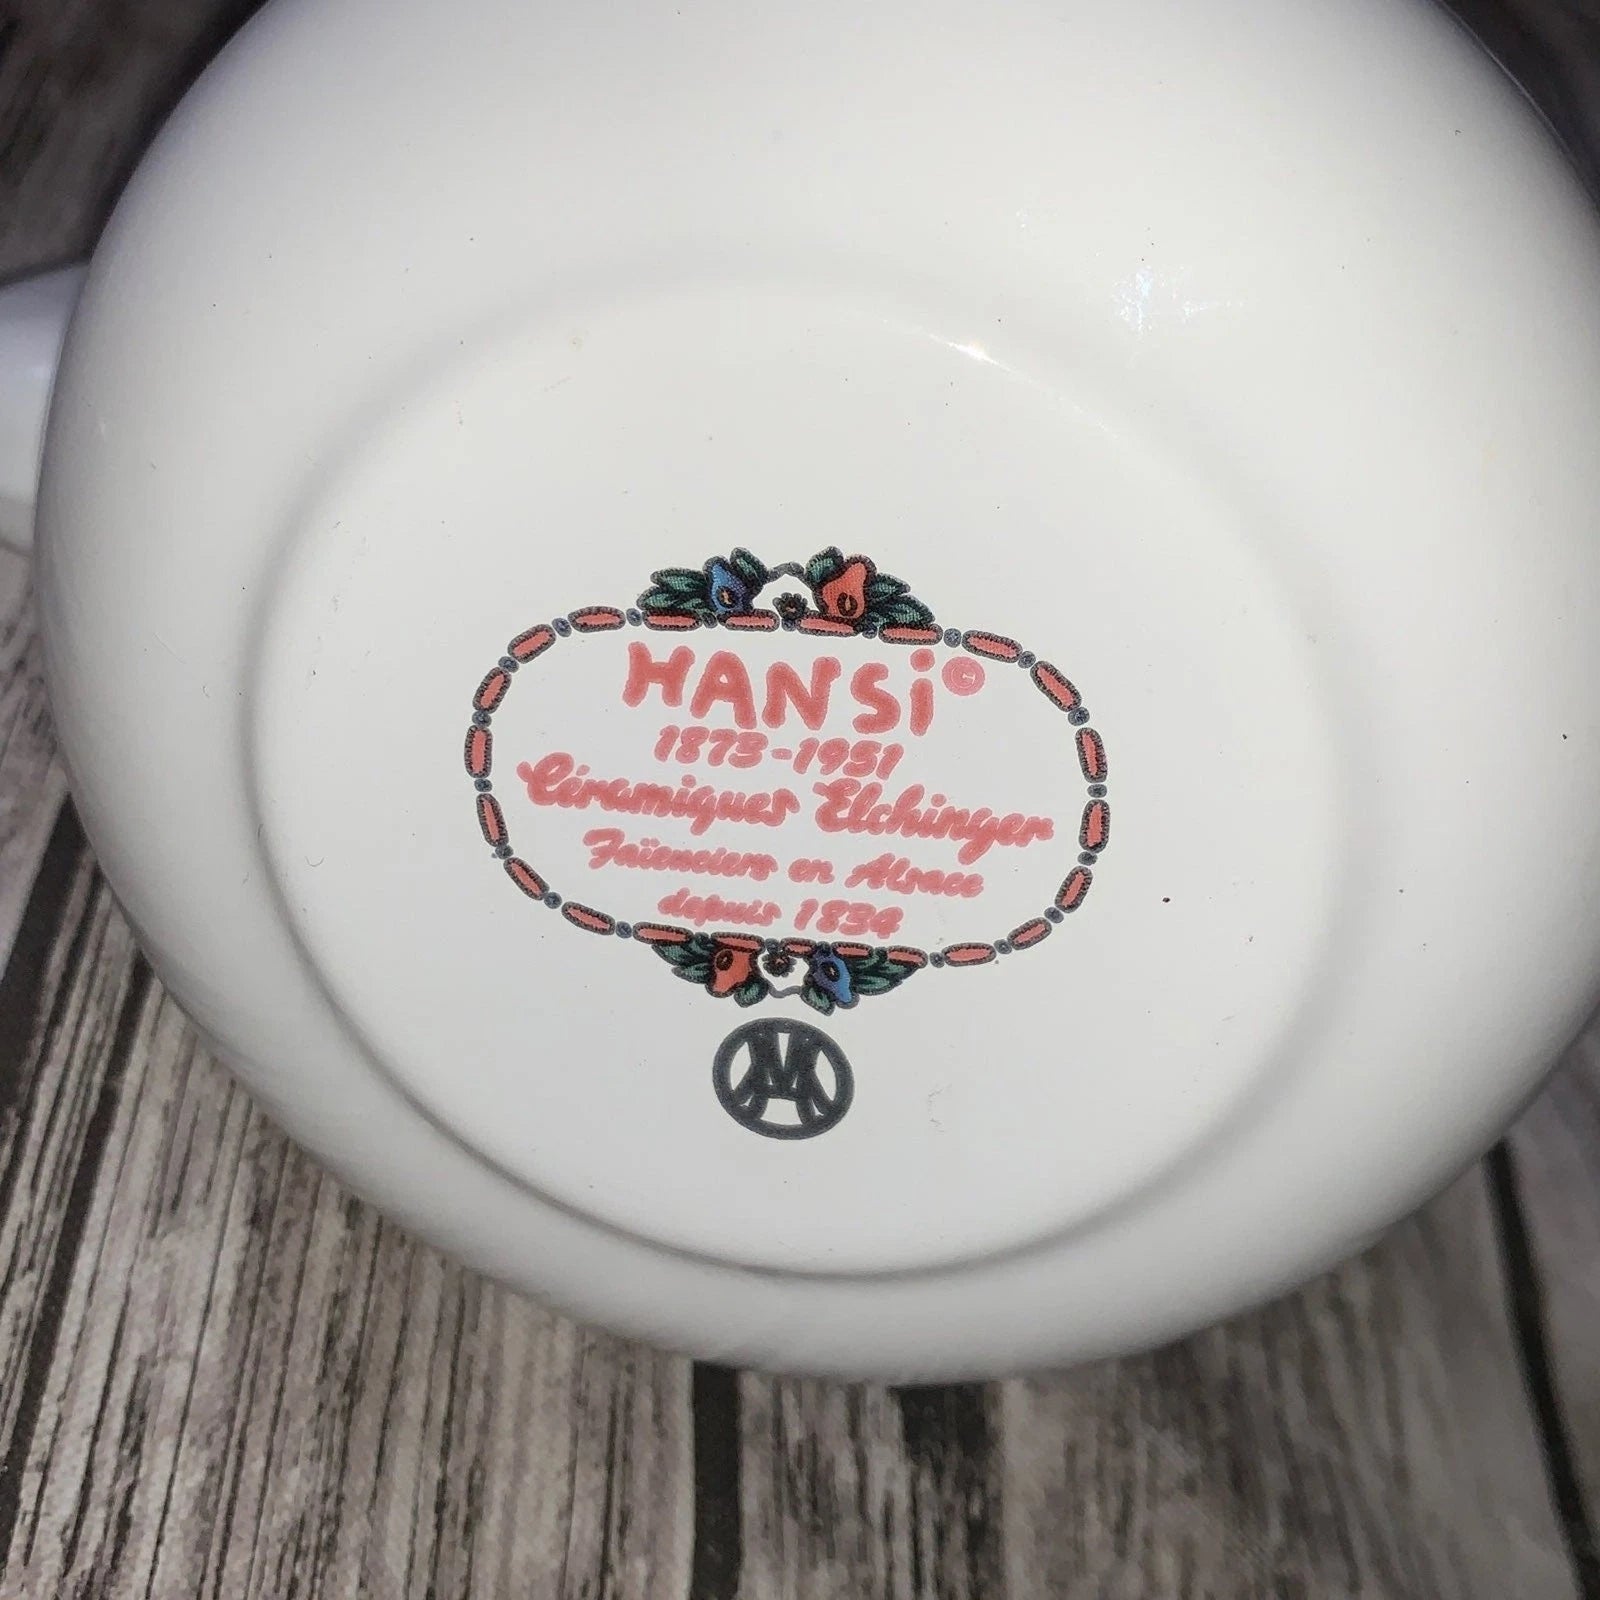 HANSi©
1873-1951
Céramiques Elchinger
Faïenciers en Alsace
depuis 1834